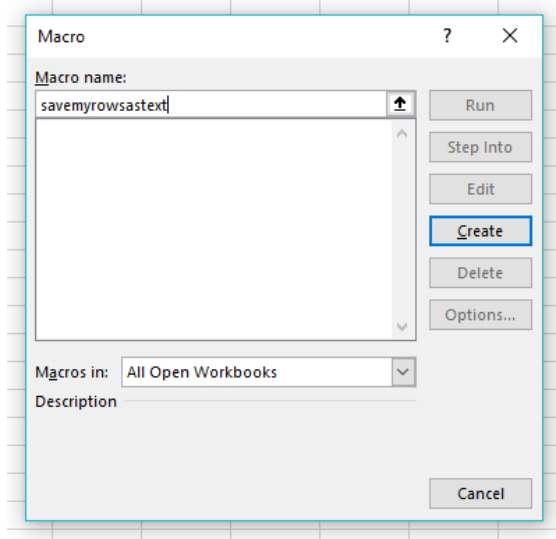 Macro ? X
Macro name:
savemyrowsastext
Run
Step Into
Edit
Create
Delete
Options...
Macros in: All Open Workbooks
Description
Cancel